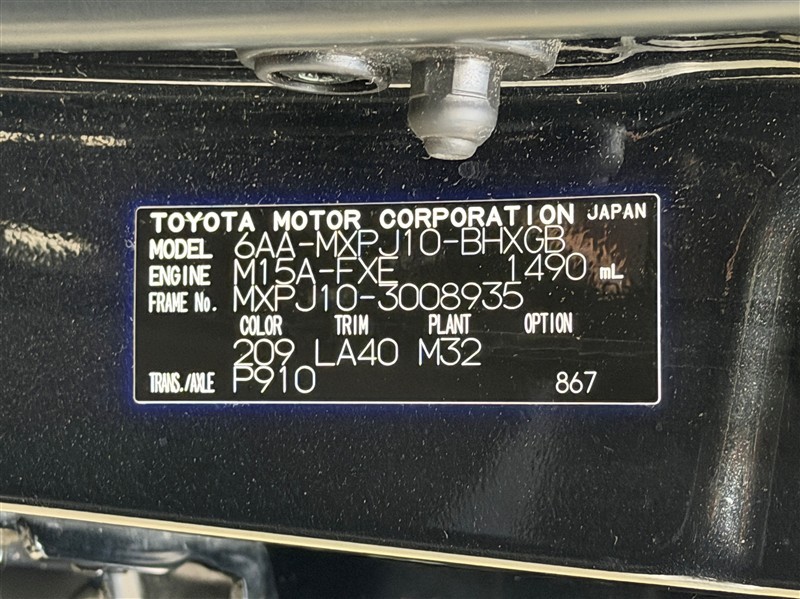 TOYOTA MOTOR CORPORATION JAPAN
MODEL 6AA-MXPJ10-BHXGB
ENGINE M15A-FXE 1490 mL
FRAME No. MXPJ10-3008935
COLOR TRIM PLANT OPTION
209 LA40 M32
TRANS./AXLE P910 867